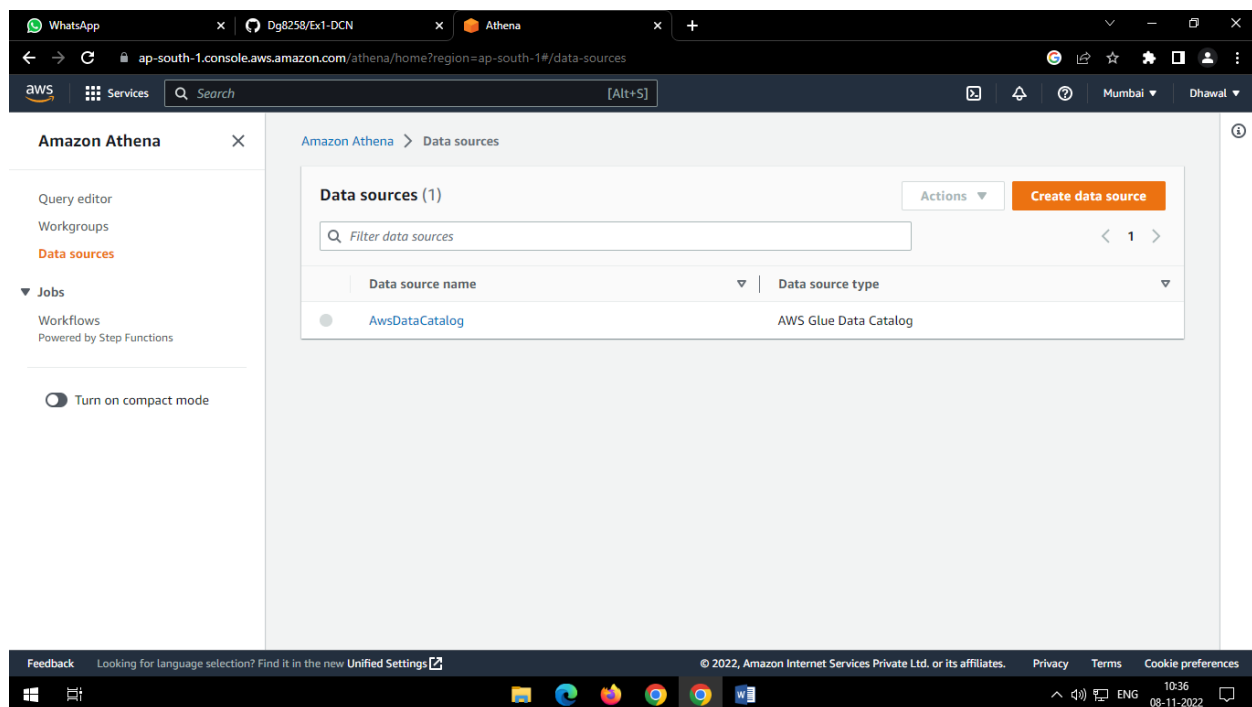 WhatsApp
Dg8258/Ex1-DCN
Athena
ap-south-1.console.aws.amazon.com/athena/home?region=ap-south-1#/data-sources
aws
Services
Search
[Alt+S]
Mumbai
Dhawal
Amazon Athena
Query editor
Workgroups
Data sources
Jobs
Workflows
Powered by Step Functions
Turn on compact mode
Amazon Athena > Data sources
Data sources (1)
Actions
Create data source
Filter data sources
1
Data source name
Data source type
AwsDataCatalog
AWS Glue Data Catalog
Feedback
Looking for language selection? Find it in the new Unified Settings
© 2022, Amazon Internet Services Private Ltd. or its affiliates.
Privacy
Terms
Cookie preferences
ENG
10:36
08-11-2022